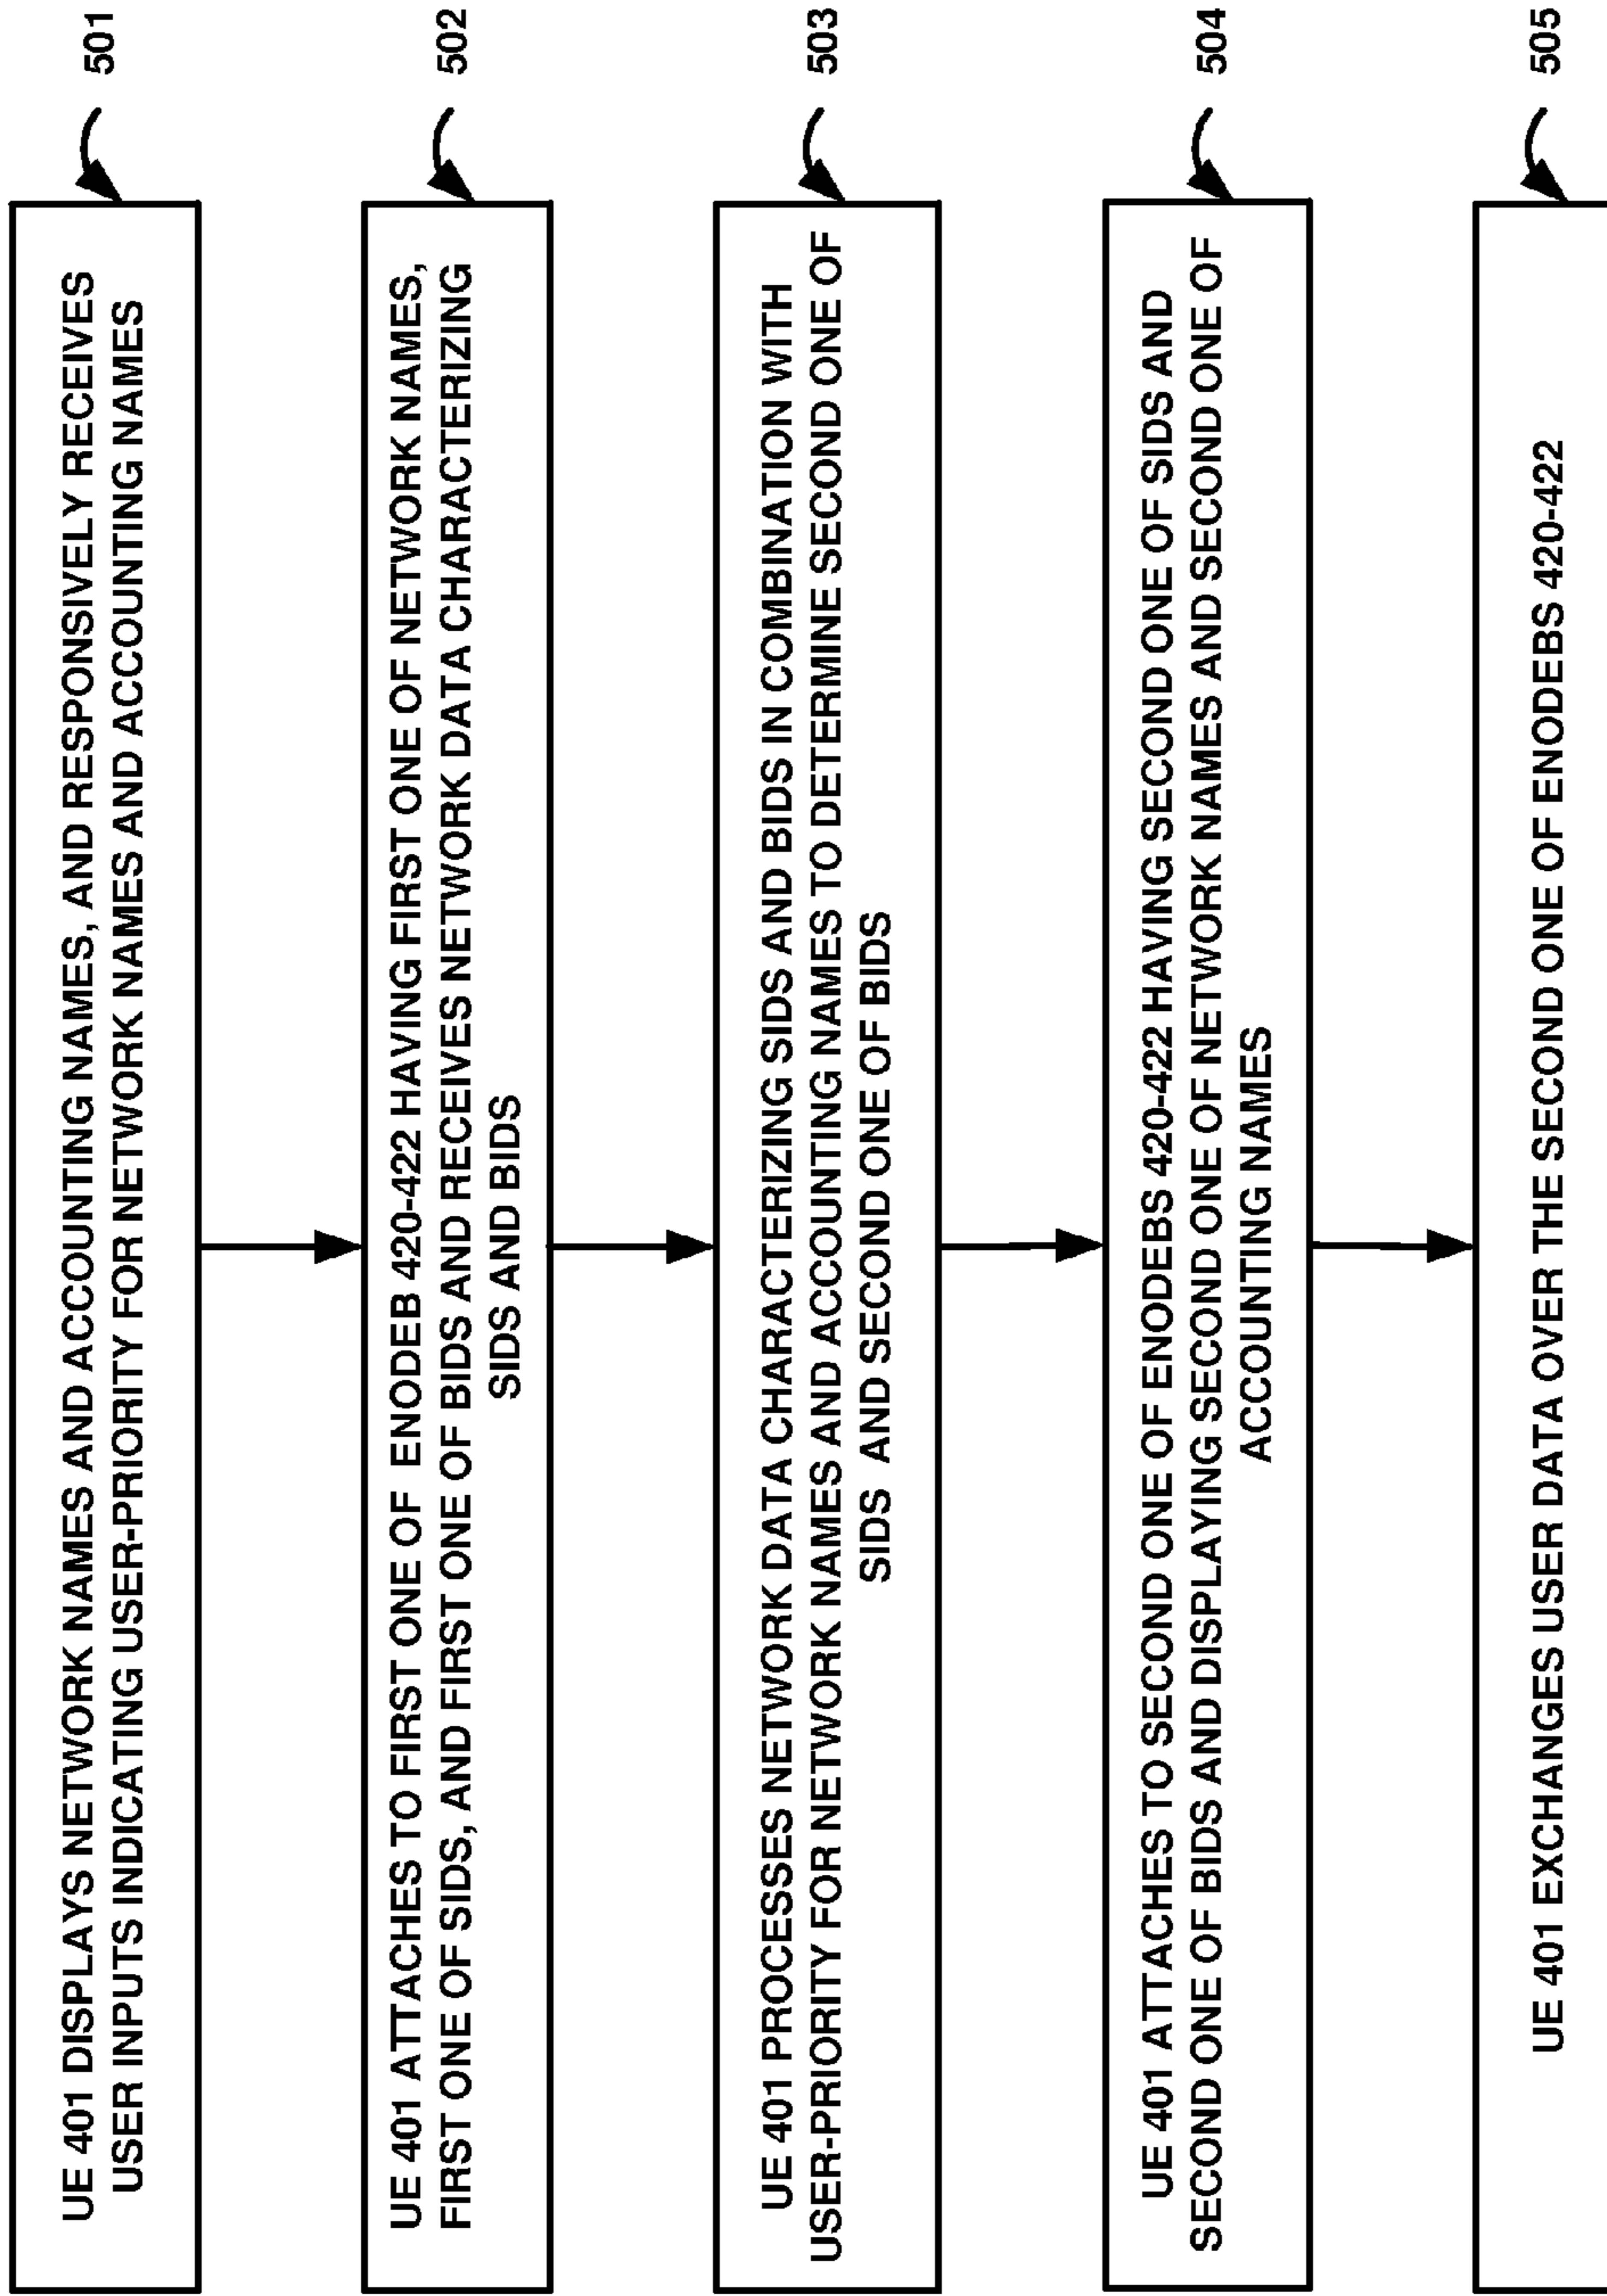 UE 401 DISPLAYS NETWORK NAMES AND ACCOUNTING NAMES, AND RESPONSIVELY RECEIVES
USER INPUTS INDICATING USER-PRIORITY FOR NETWORK NAMES AND ACCOUNTING NAMES
501
UE 401 ATTACHES TO FIRST ONE OF ENODEB 420-422 HAVING FIRST ONE OF NETWORK NAMES,
FIRST ONE OF SIDS, AND FIRST ONE OF BIDS AND RECEIVES NETWORK DATA CHARACTERIZING
SIDS AND BIDS
502
UE 401 PROCESSES NETWORK DATA CHARACTERIZING SIDS AND BIDS IN COMBINATION WITH
USER-PRIORITY FOR NETWORK NAMES AND ACCOUNTING NAMES TO DETERMINE SECOND ONE OF
SIDS AND SECOND ONE OF BIDS
503
UE 401 ATTACHES TO SECOND ONE OF ENODEBS 420-422 HAVING SECOND ONE OF SIDS AND
SECOND ONE OF BIDS AND DISPLAYING SECOND ONE OF NETWORK NAMES AND SECOND ONE OF
ACCOUNTING NAMES
504
UE 401 EXCHANGES USER DATA OVER THE SECOND ONE OF ENODEBS 420-422
505